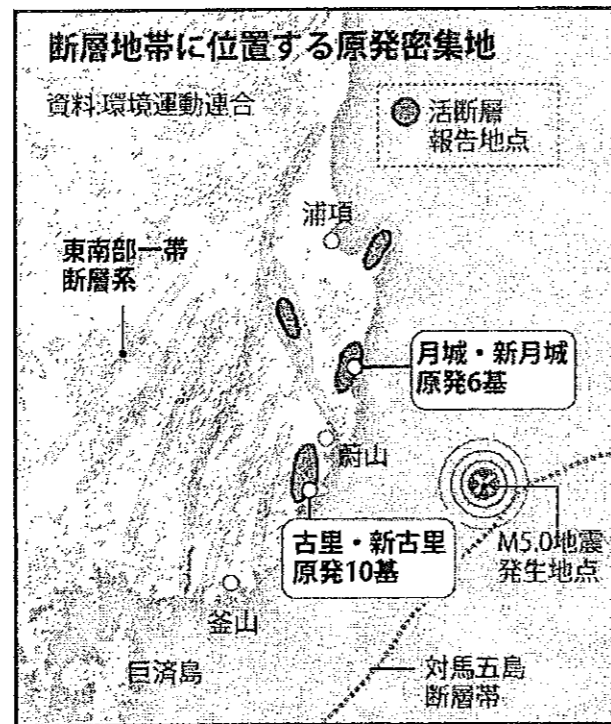 断層地帯に位置する原発密集地
資料:環境運動連合
活断層
報告地点
浦項
東南部一帯
断層系
月城・新月城
原発6基
蔚山
古里・新古里
原発10基
M5.0地震
発生地点
釜山
巨済島
対馬五島
断層帯